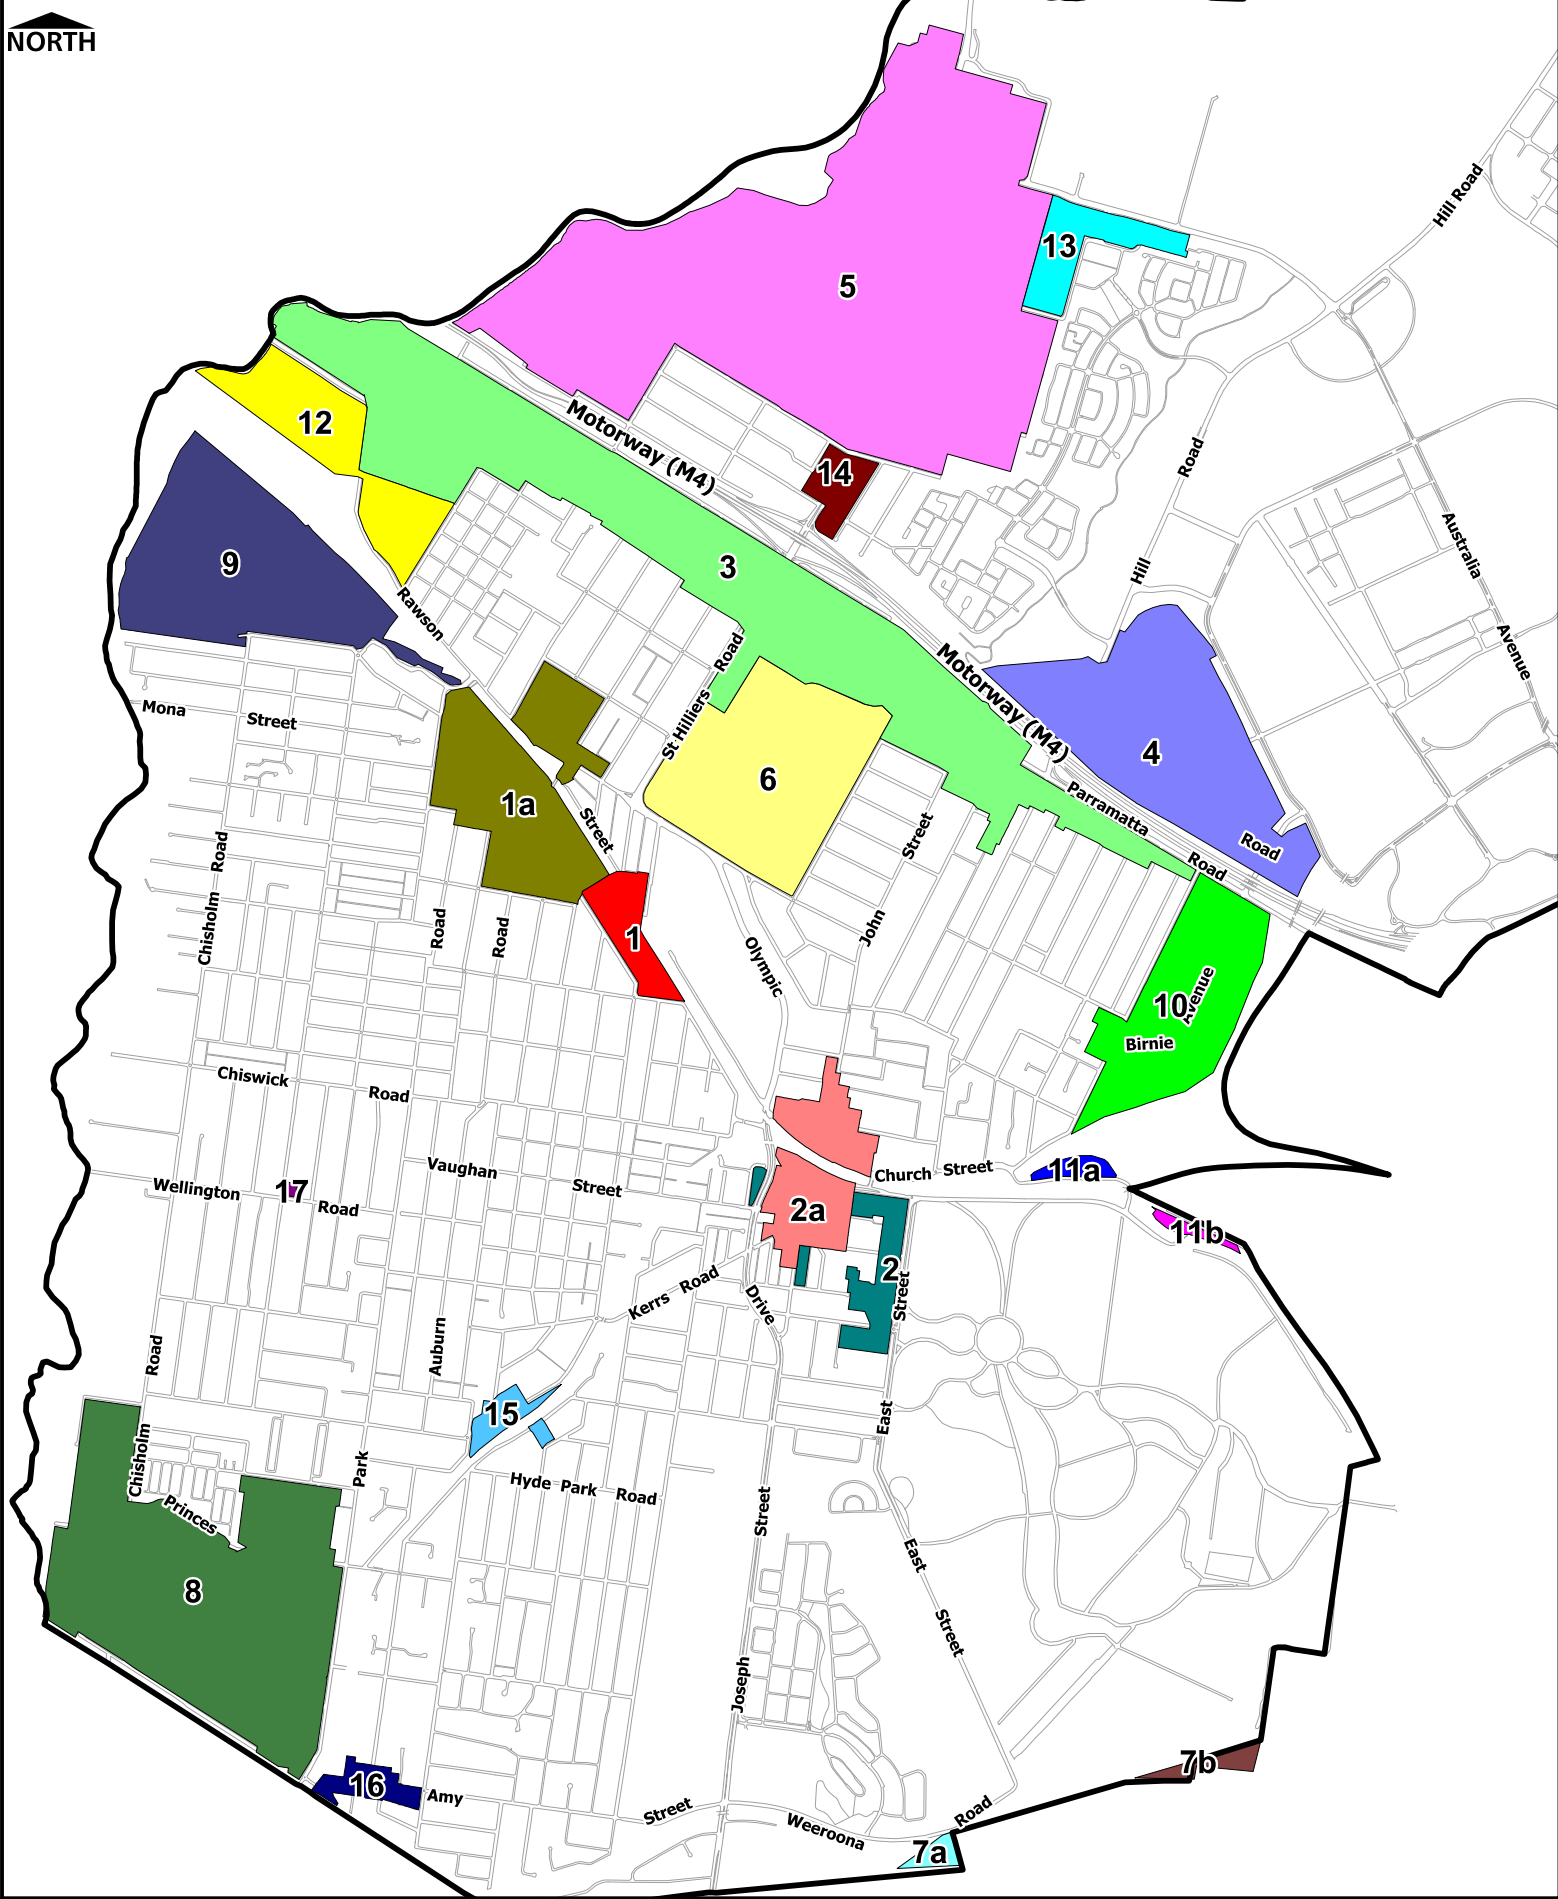 NORTH
Hill Road
13
5
Motorway (M4)
12
14
Road
9
3
Hill
Australia
Rawson
Avenue
Road
Motorway (M4)
Mona
Street
St Hilliers
4
6
1a
Parramatta
Street
Street
Road
Road
Road
Chisholm
Road
Road
John
1
Olympic
10
Avenue
Birnie
Chiswick
Road
Vaughan
Church
Street
11a
Wellington
17
Road
Street
2a
11b
2
Kerrs
Road
Drive
Street
Road
Auburn
15
East
Chisholm
Park
Hyde
Park
Road
Princes
Street
East
8
Street
Joseph
7b
16
Amy
Street
Weeroona
Road
7a